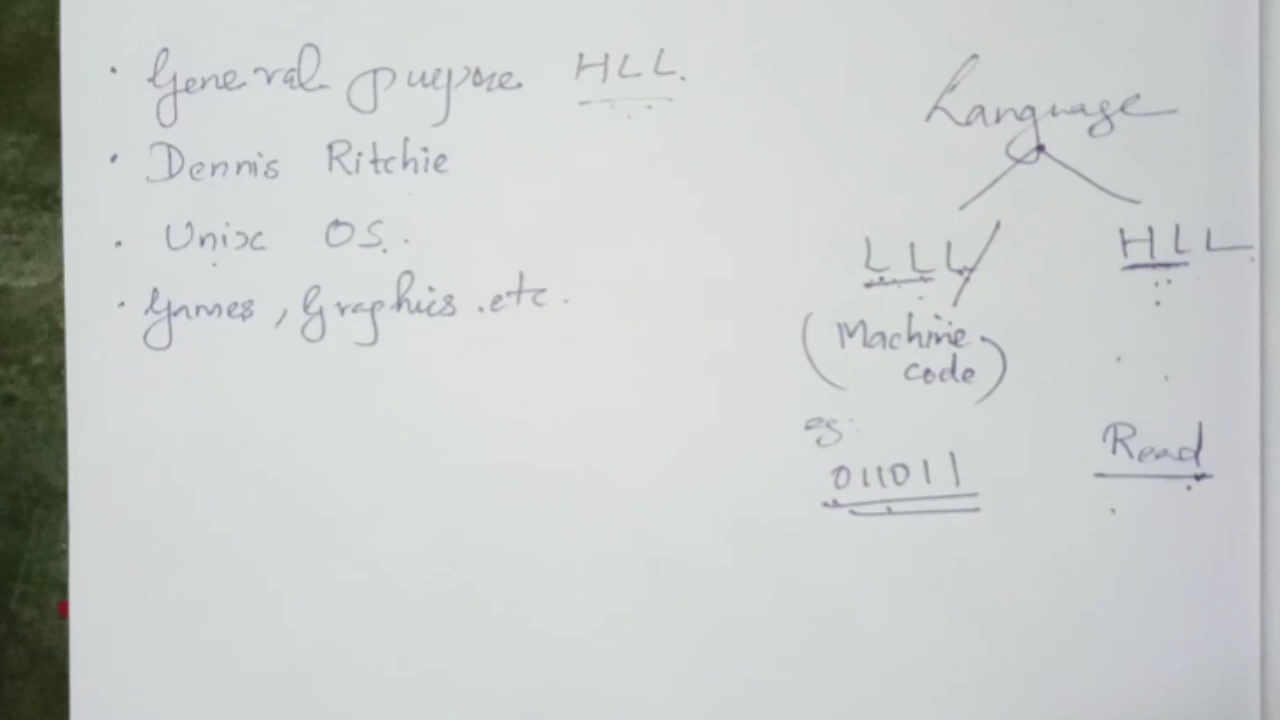 · General purpose HLL.
· Dennis Ritchie
· Unix OS.
· Games, Graphics .etc.
Language
LLL HLL
(Machine
code)
eg: Read
011011